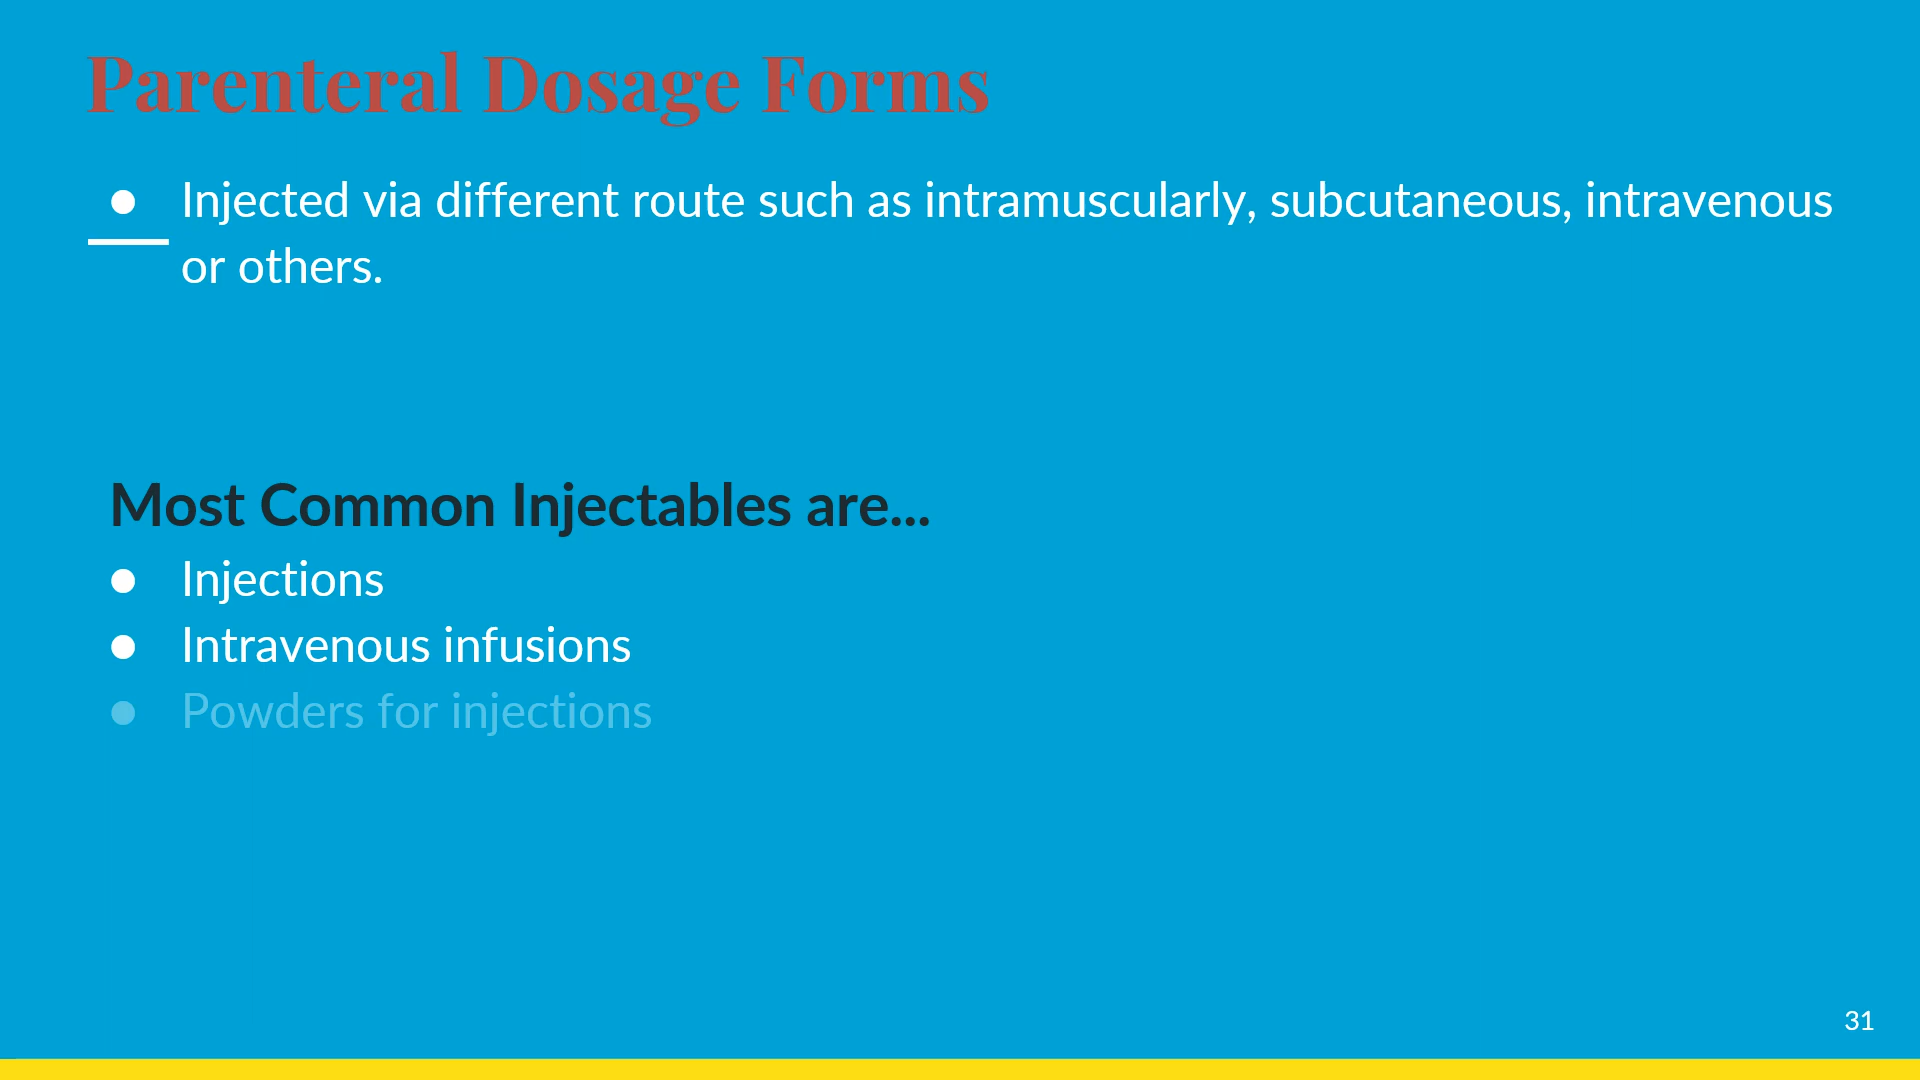 Parenteral Dosage Forms
● Injected via different route such as intramuscularly, subcutaneous, intravenous
or others.
Most Common Injectables are...
● Injections
● Intravenous infusions
● Powders for injections
31